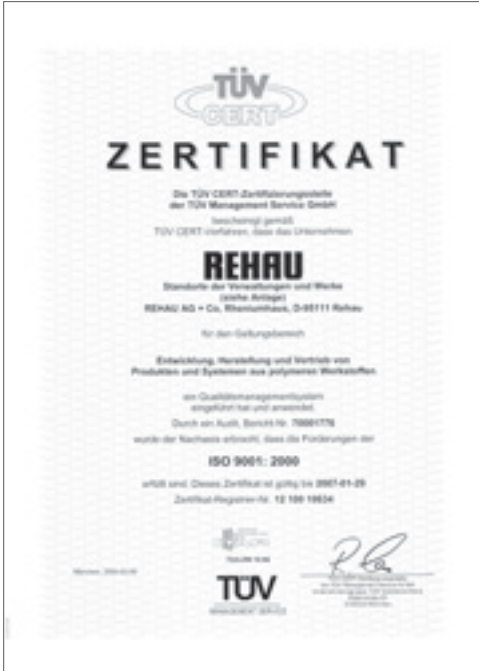 TÜV
CERT
ZERTIFIKAT
Die TÜV CERT-Zertifizierungsstelle
der TÜV Management Service GmbH
bescheinigt gemäß
TÜV CERT-Verfahren, dass das Unternehmen
REHAU
Standorte der Verwaltungen und Werke
(siehe Anlage)
REHAU AG + Co, Rheniumhaus, D-95111 Rehau
für den Geltungsbereich
Entwicklung, Herstellung und Vertrieb von
Produkten und Systemen aus polymeren Werkstoffen
ein Qualitätsmanagementsystem
eingeführt hat und anwendet.
Durch ein Audit, Bericht-Nr. 70001776
wurde der Nachweis erbracht, dass die Forderungen der
ISO 9001: 2000
erfüllt sind. Dieses Zertifikat ist gültig bis 2007-01-29
Zertifikat-Registrier-Nr. 12 100 10634
München,
TÜV
MANAGEMENT SERVICE